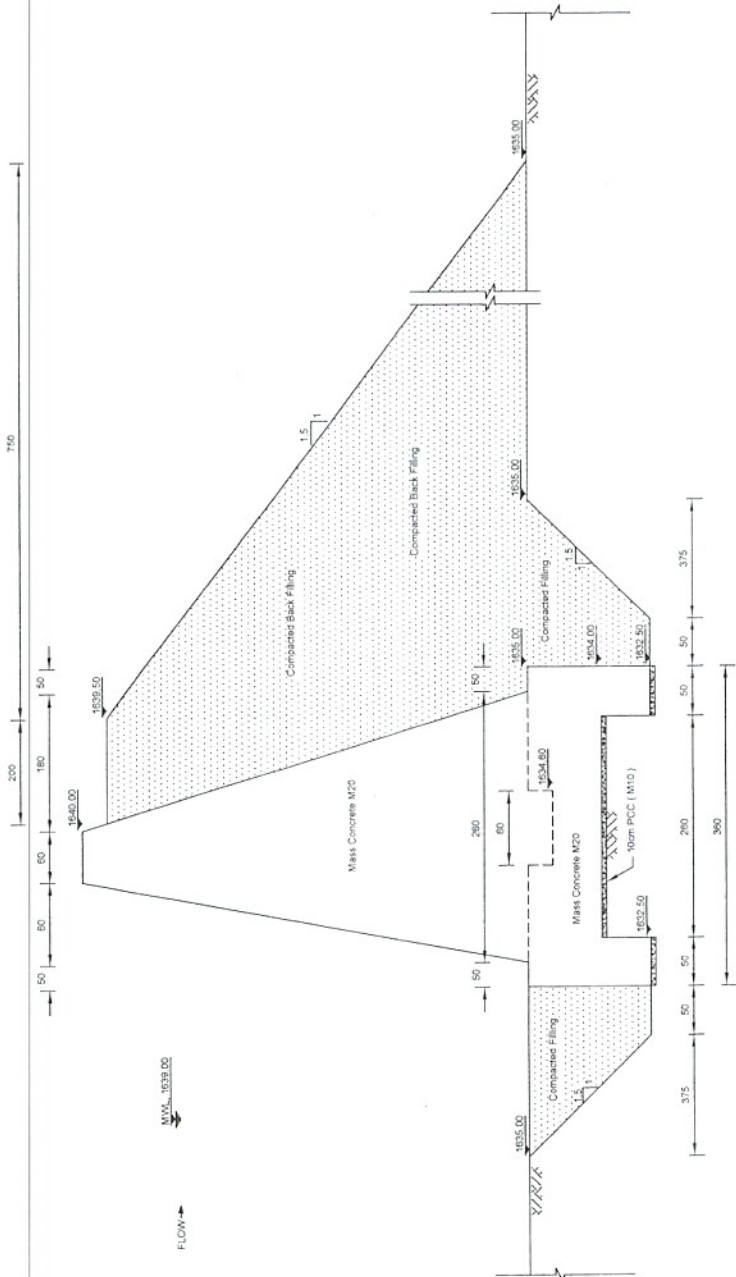 200 750
50 60 60 180 50
1640.00
1639.50
MWL. 1639.00
FLOW
1.5
1
Compacted Back Filling
Mass Concrete M20
Compacted Back Filling
50 260 50
60
1635.00 1635.00 1635.00 1635.00
Compacted Filling
Compacted Filling
1.5
1
1.5
1
Mass Concrete M20
1634.00
10cm PCC ( M10 )
1632.50 1632.50
375 50 50 260 50 50 375
360